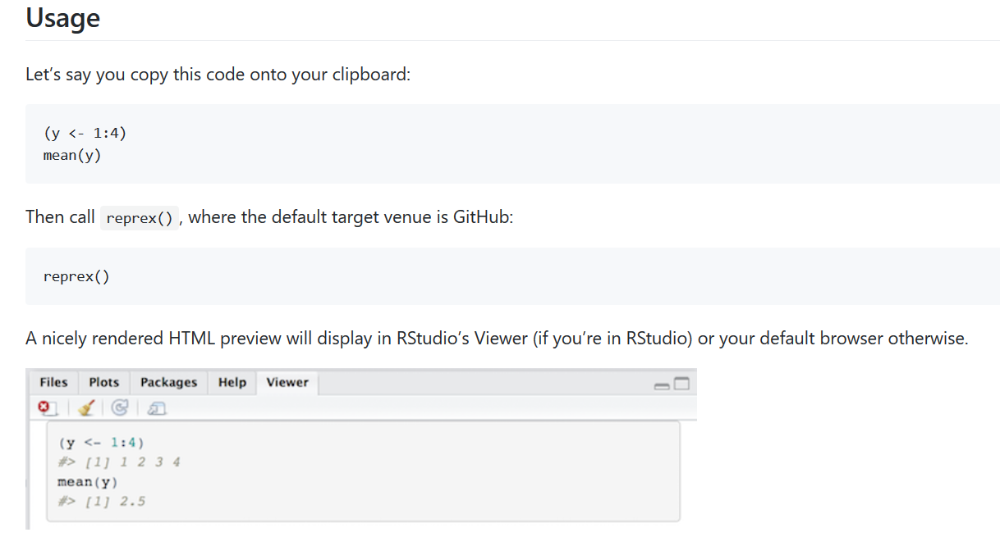 Usage
Let’s say you copy this code onto your clipboard:
(y <- 1:4)
mean(y)
Then call reprex(), where the default target venue is GitHub:
reprex()
A nicely rendered HTML preview will display in RStudio’s Viewer (if you’re in RStudio) or your default browser otherwise.
Files Plots Packages Help Viewer
(y <- 1:4)
#> [1] 1 2 3 4
mean(y)
#> [1] 2.5